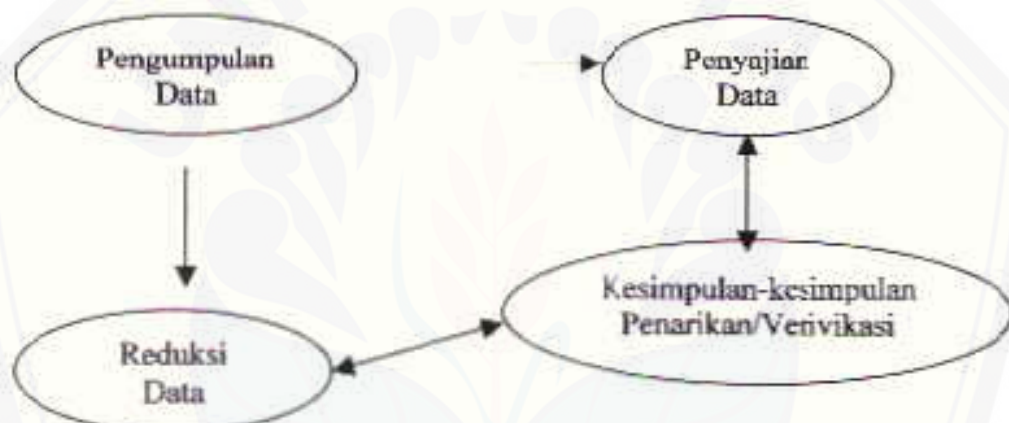 Pengumpulan
Data
Penyajian
Data
Kesimpulan-kesimpulan
Penarikan/Verivikasi
Reduksi
Data